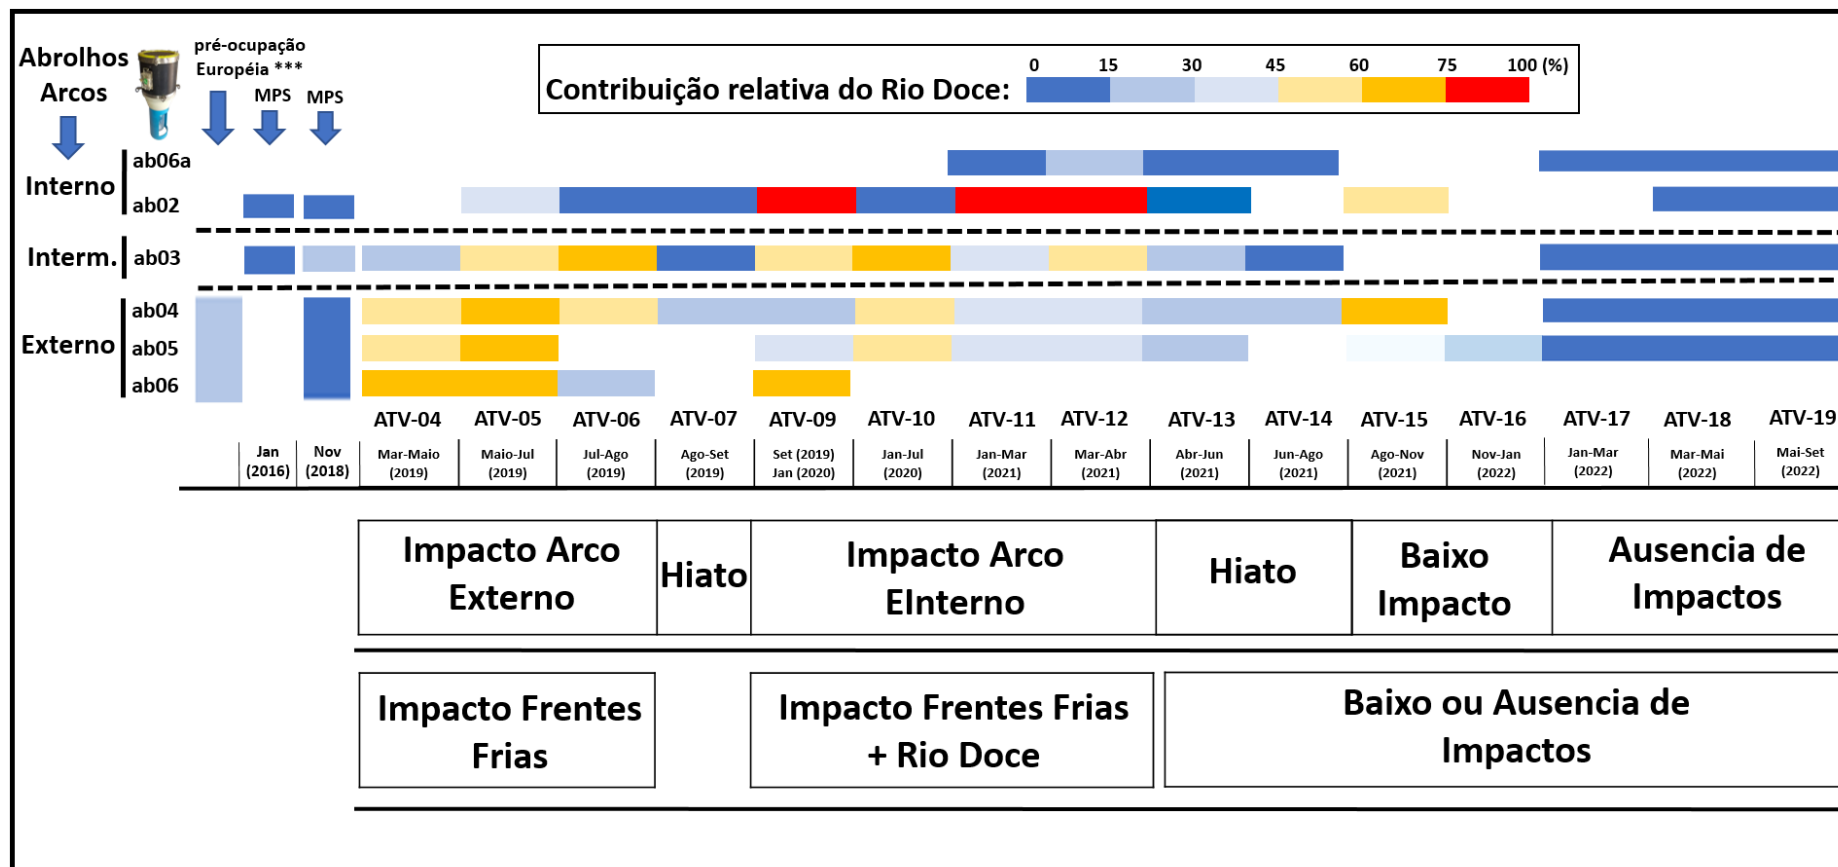 Abrolhos
Arcos
pré-ocupação
Européia ***
MPS
MPS
Contribuição relativa do Rio Doce:
0 15 30 45 60 75 100 (%)
Interno
ab06a
ab02
Interm.
ab03
Externo
ab04
ab05
ab06
ATV-04 ATV-05 ATV-06 ATV-07 ATV-09 ATV-10 ATV-11 ATV-12 ATV-13 ATV-14 ATV-15 ATV-16 ATV-17 ATV-18 ATV-19
Jan Nov Mar-Maio Maio-Jul Jul-Ago Ago-Set Set (2019) Jan-Jul Jan-Mar Mar-Abr Abr-Jun Jun-Ago Ago-Nov Nov-Jan Jan-Mar Mar-Mai Mai-Set
(2016) (2018) (2019) (2019) (2019) (2019) Jan (2020) (2020) (2021) (2021) (2021) (2021) (2021) (2022) (2022) (2022) (2022)
Impacto Arco
Externo
Hiato
Impacto Arco
EInterno
Hiato
Baixo
Impacto
Ausencia de
Impactos
Impacto Frentes
Frias
Impacto Frentes Frias
+ Rio Doce
Baixo ou Ausencia de
Impactos